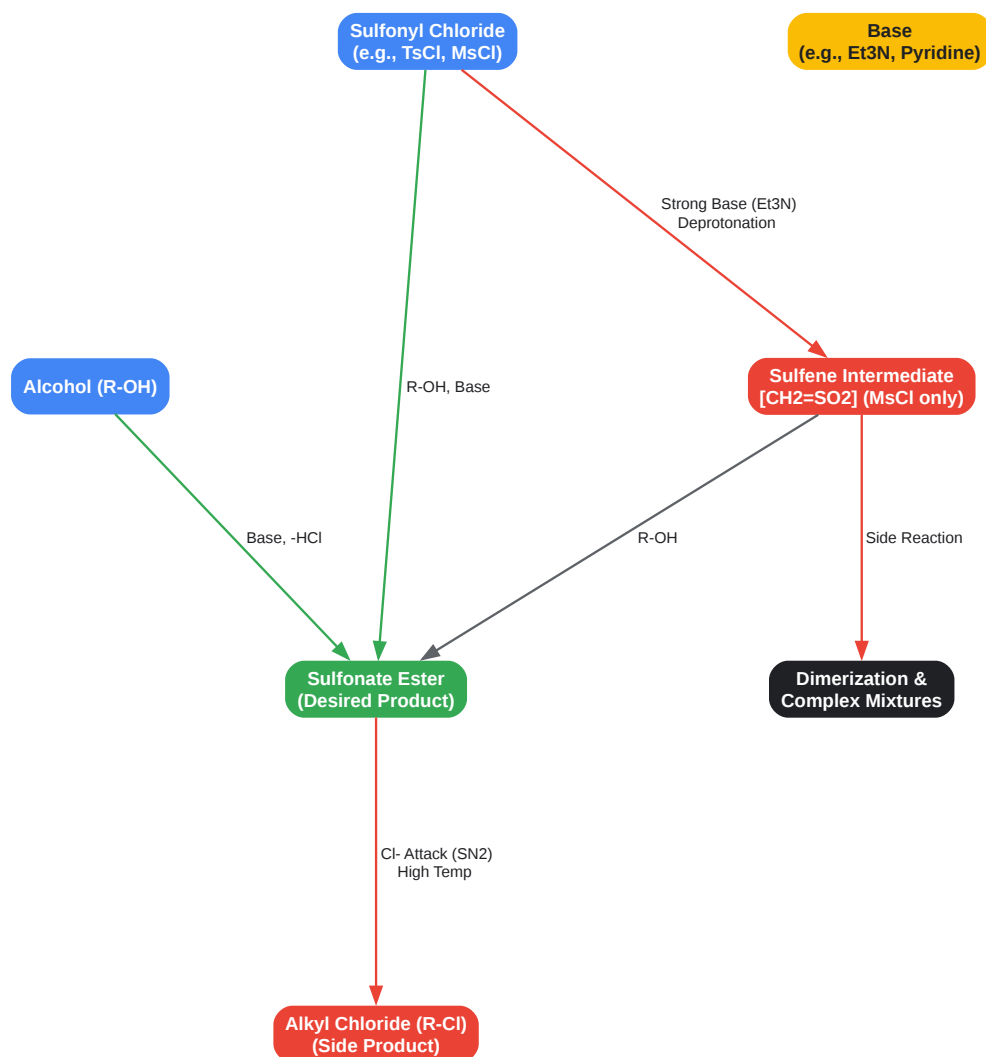 Sulfonyl Chloride
(e.g., TsCl, MsCl)
Base
(e.g., Et3N, Pyridine)
Strong Base (Et3N)
Deprotonation
Alcohol (R-OH)
R-OH, Base
Sulfene Intermediate
[CH2=SO2] (MsCl only)
Base, -HCl
R-OH
Side Reaction
Sulfonate Ester
(Desired Product)
Dimerization &
Complex Mixtures
Cl- Attack (SN2)
High Temp
Alkyl Chloride (R-Cl)
(Side Product)